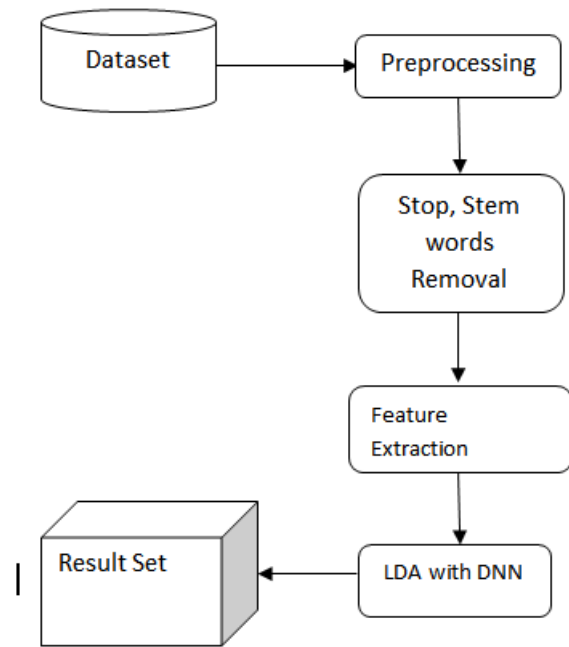 Dataset
Preprocessing
Stop, Stem
words
Removal
Feature
Extraction
LDA with DNN
Result Set